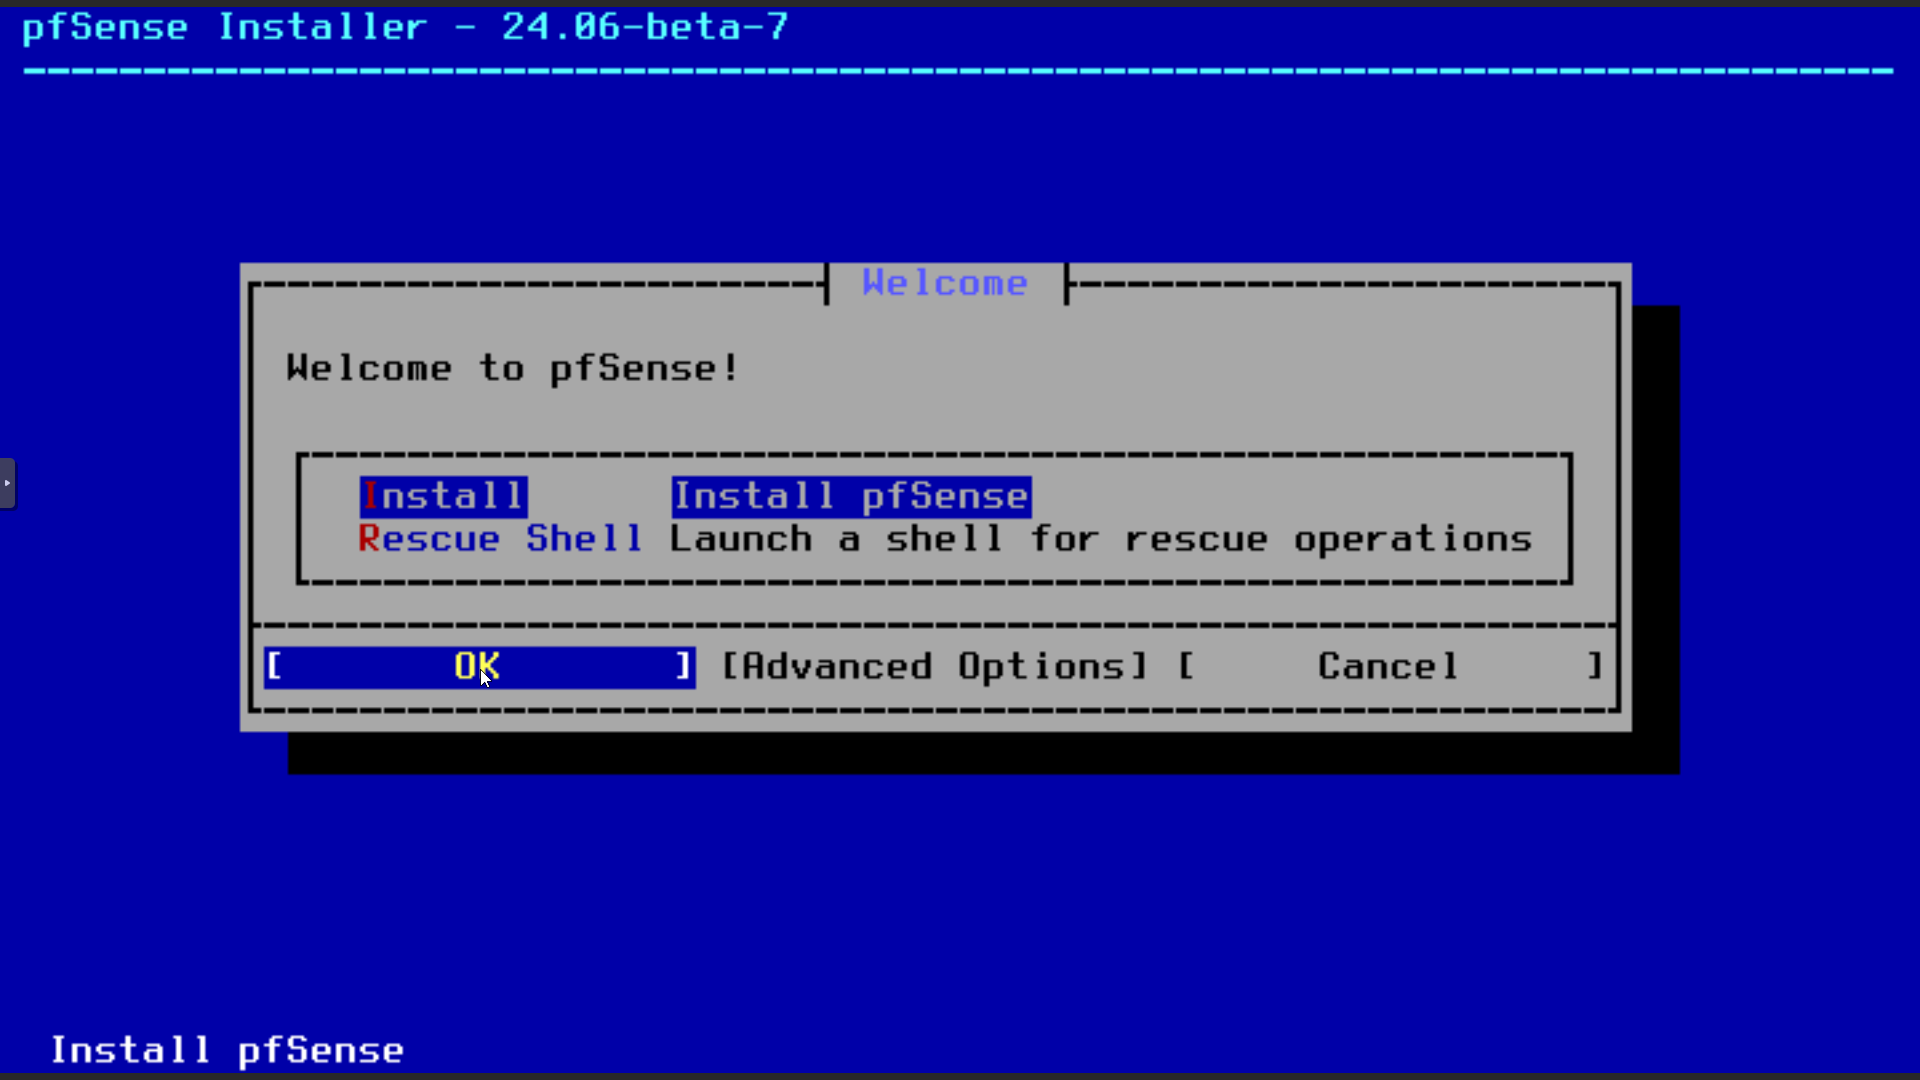 pfSense Installer - 24.06-beta-7
Welcome
Welcome to pfSense!
Install Install pfSense
Rescue Shell Launch a shell for rescue operations
[ OK ] [Advanced Options] [ Cancel ]
Install pfSense